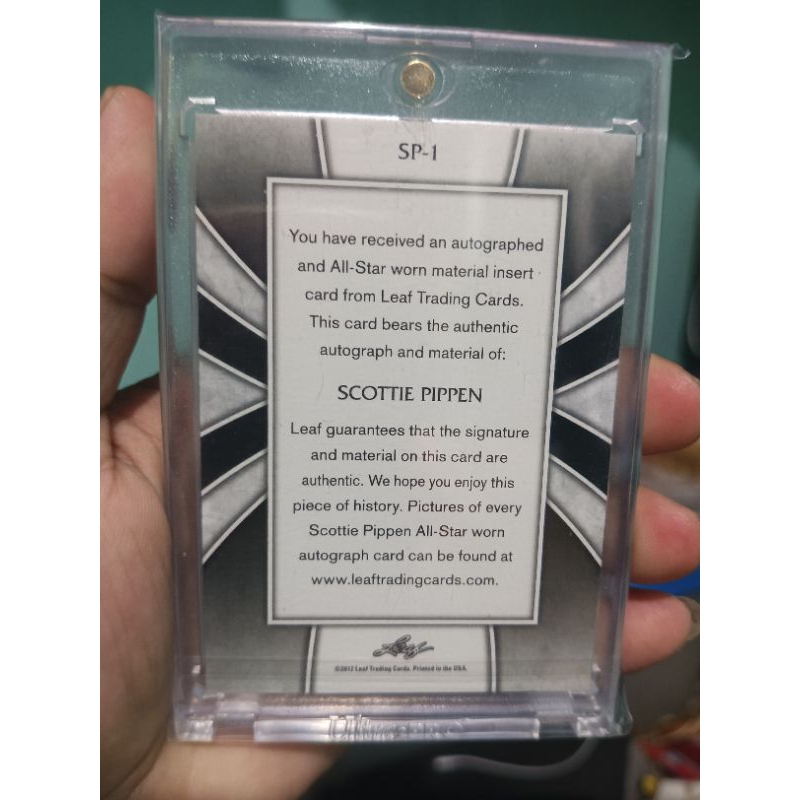 SP-1
You have received an autographed
and All-Star worn material insert
card from Leaf Trading Cards.
This card bears the authentic
autograph and material of:
SCOTTIE PIPPEN
Leaf guarantees that the signature
and material on this card are
authentic. We hope you enjoy this
piece of history. Pictures of every
Scottie Pippen All-Star worn
autograph card can be found at
www.leaftradingcards.com.
Leaf
©2012 Leaf Trading Cards. Printed in the USA.